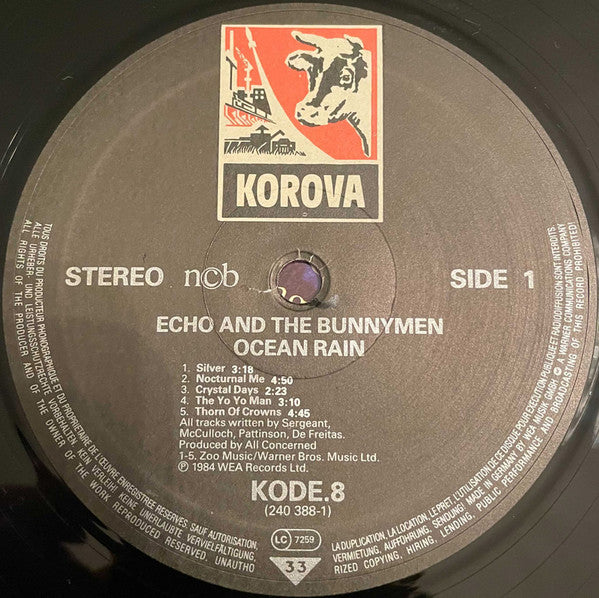 KOROVA
STEREO n©b SIDE 1
ECHO AND THE BUNNYMEN
OCEAN RAIN
1. Silver 3:18
2. Nocturnal Me 4:50
3. Crystal Days 2:23
4. The Yo Yo Man 3:10
5. Thorn Of Crowns 4:45
All tracks written by Sergeant,
McCulloch, Pattinson, De Freitas.
Produced by All Concerned
1-5. Zoo Music/Warner Bros. Music Ltd.
℗ 1984 WEA Records Ltd.
KODE.8
(240 388-1)
LC 7259
33
TOUS DROITS DU PRODUCTEUR PHONOGRAPHIQUE ET DU PROPRIETAIRE DE L'ŒUVRE ENREGISTREE RESERVES. SAUF AUTORISATION, LA DUPLICATION, LA LOCATION, LE PRET, L'UTILISATION DE CE DISQUE POUR EXECUTION PUBLIQUE ET RADIODIFFUSION SONT INTERDITS.
ALLE URHEBER- UND LEISTUNGSSCHUTZRECHTE VORBEHALTEN. KEIN VERLEIH! KEINE UNERLAUBTE VERVIELFÄLTIGUNG, VERMIETUNG, AUFFÜHRUNG, SENDUNG! MADE IN GERMANY BY WEA MUSIC GMBH A WARNER COMMUNICATIONS COMPANY
ALL RIGHTS OF THE PRODUCER AND OF THE OWNER OF THE WORK REPRODUCED RESERVED. UNAUTHORIZED COPYING, HIRING, LENDING, PUBLIC PERFORMANCE AND BROADCASTING OF THIS RECORD PROHIBITED!